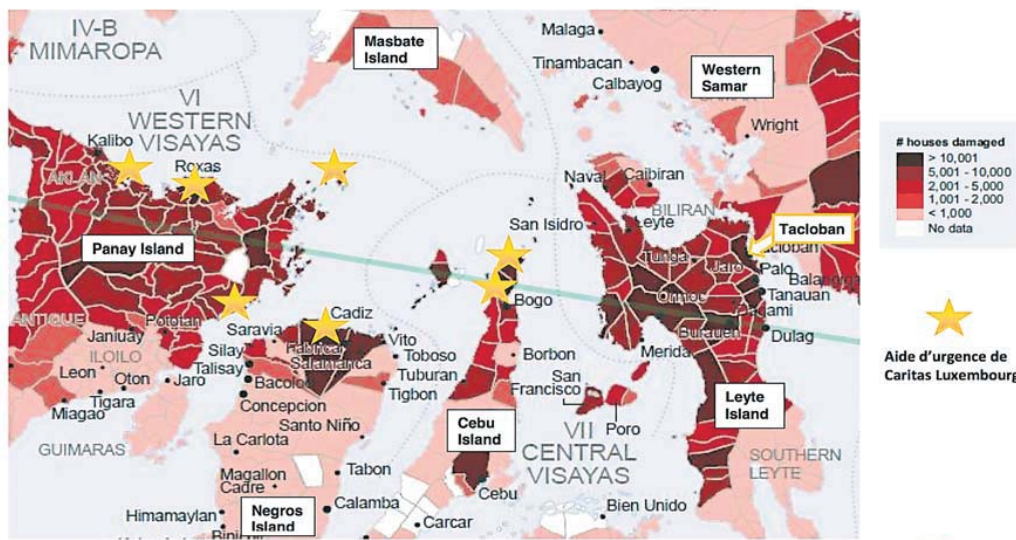 IV-B
MIMAROPA
Masbate
Island
Malaga
Tinambacan
Calbayog
Western
Samar
Wright
VI
WESTERN
VISAYAS
Kalibo
Roxas
AKLAN
Panay Island
ANTIQUE
Janiuay
Pototan
ILOILO
Leon
Oton
Tigara
Miagao
Jaro
GUIMARAS
Saravia
Silay
Talisay
Bacolod
Concepcion
Cadiz
Fabrica
Salamanca
Vito
Toboso
Tuburan
Tigbon
Santo Niño
La Carlota
Magallon
Cadre
Himamaylan
Tabon
Calamba
Negros
Island
San Isidro
Bogo
Borbon
San
Francisco
Poro
Cebu
Island
VII
CENTRAL
VISAYAS
Cebu
Carcar
Bien Unido
Naval
Caibiran
BILIRAN
Leyte
Tunga
Jaro
Tacloban
Tacloban
Palo
Tanauan
Dagami
Dulag
Ormoc
Burauen
Merida
Leyte
Island
SOUTHERN
LEYTE
# houses damaged
> 10,001
5,001 - 10,000
2,001 - 5,000
1,001 - 2,000
< 1,000
No data
Aide d'urgence de
Caritas Luxembourg